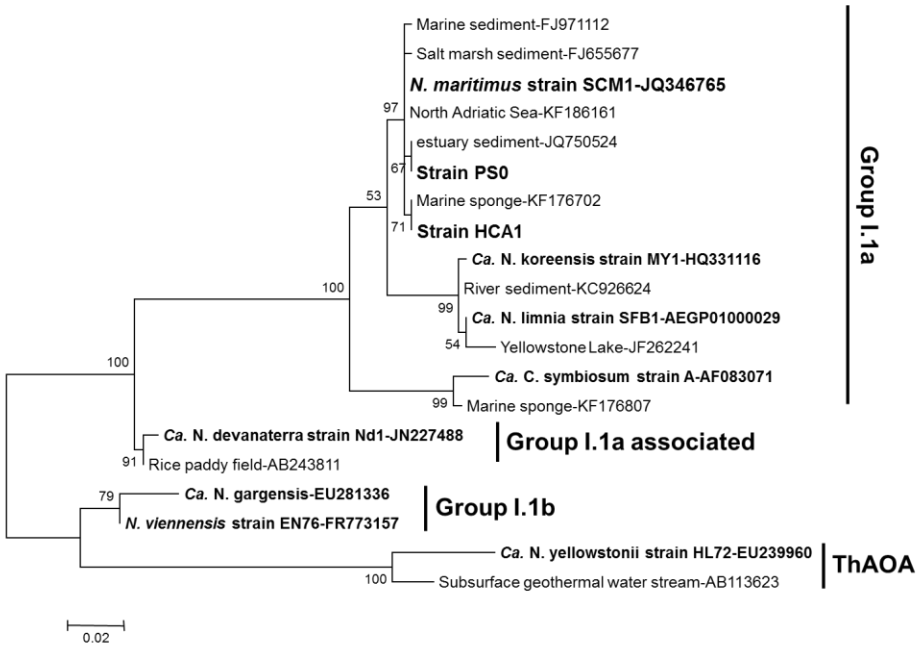 Marine sediment-FJ971112
Salt marsh sediment-FJ655677
N. maritimus strain SCM1-JQ346765
97
North Adriatic Sea-KF186161
estuary sediment-JQ750524
67
Strain PS0
53
Marine sponge-KF176702
71
Strain HCA1
Group I.1a
Ca. N. koreensis strain MY1-HQ331116
100
River sediment-KC926624
99
Ca. N. limnia strain SFB1-AEGP01000029
54
Yellowstone Lake-JF262241
100
Ca. C. symbiosum strain A-AF083071
99
Marine sponge-KF176807
Ca. N. devanaterra strain Nd1-JN227488
Group I.1a associated
91
Rice paddy field-AB243811
79
Ca. N. gargensis-EU281336
Group I.1b
N. viennensis strain EN76-FR773157
Ca. N. yellowstonii strain HL72-EU239960
ThAOA
100
Subsurface geothermal water stream-AB113623
0.02